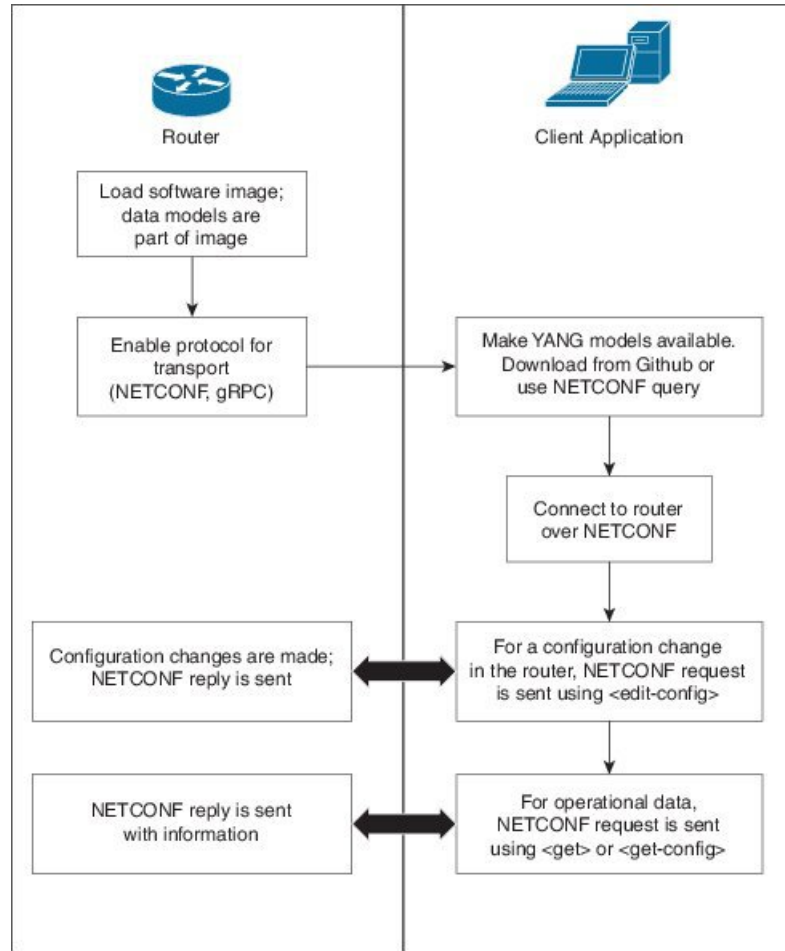 Router
Client Application
Load software image;
data models are
part of image
Enable protocol for
transport
(NETCONF, gRPC)
Make YANG models available.
Download from Github or
use NETCONF query
Connect to router
over NETCONF
Configuration changes are made;
NETCONF reply is sent
For a configuration change
in the router, NETCONF request
is sent using <edit-config>
NETCONF reply is sent
with information
For operational data,
NETCONF request is sent
using <get> or <get-config>